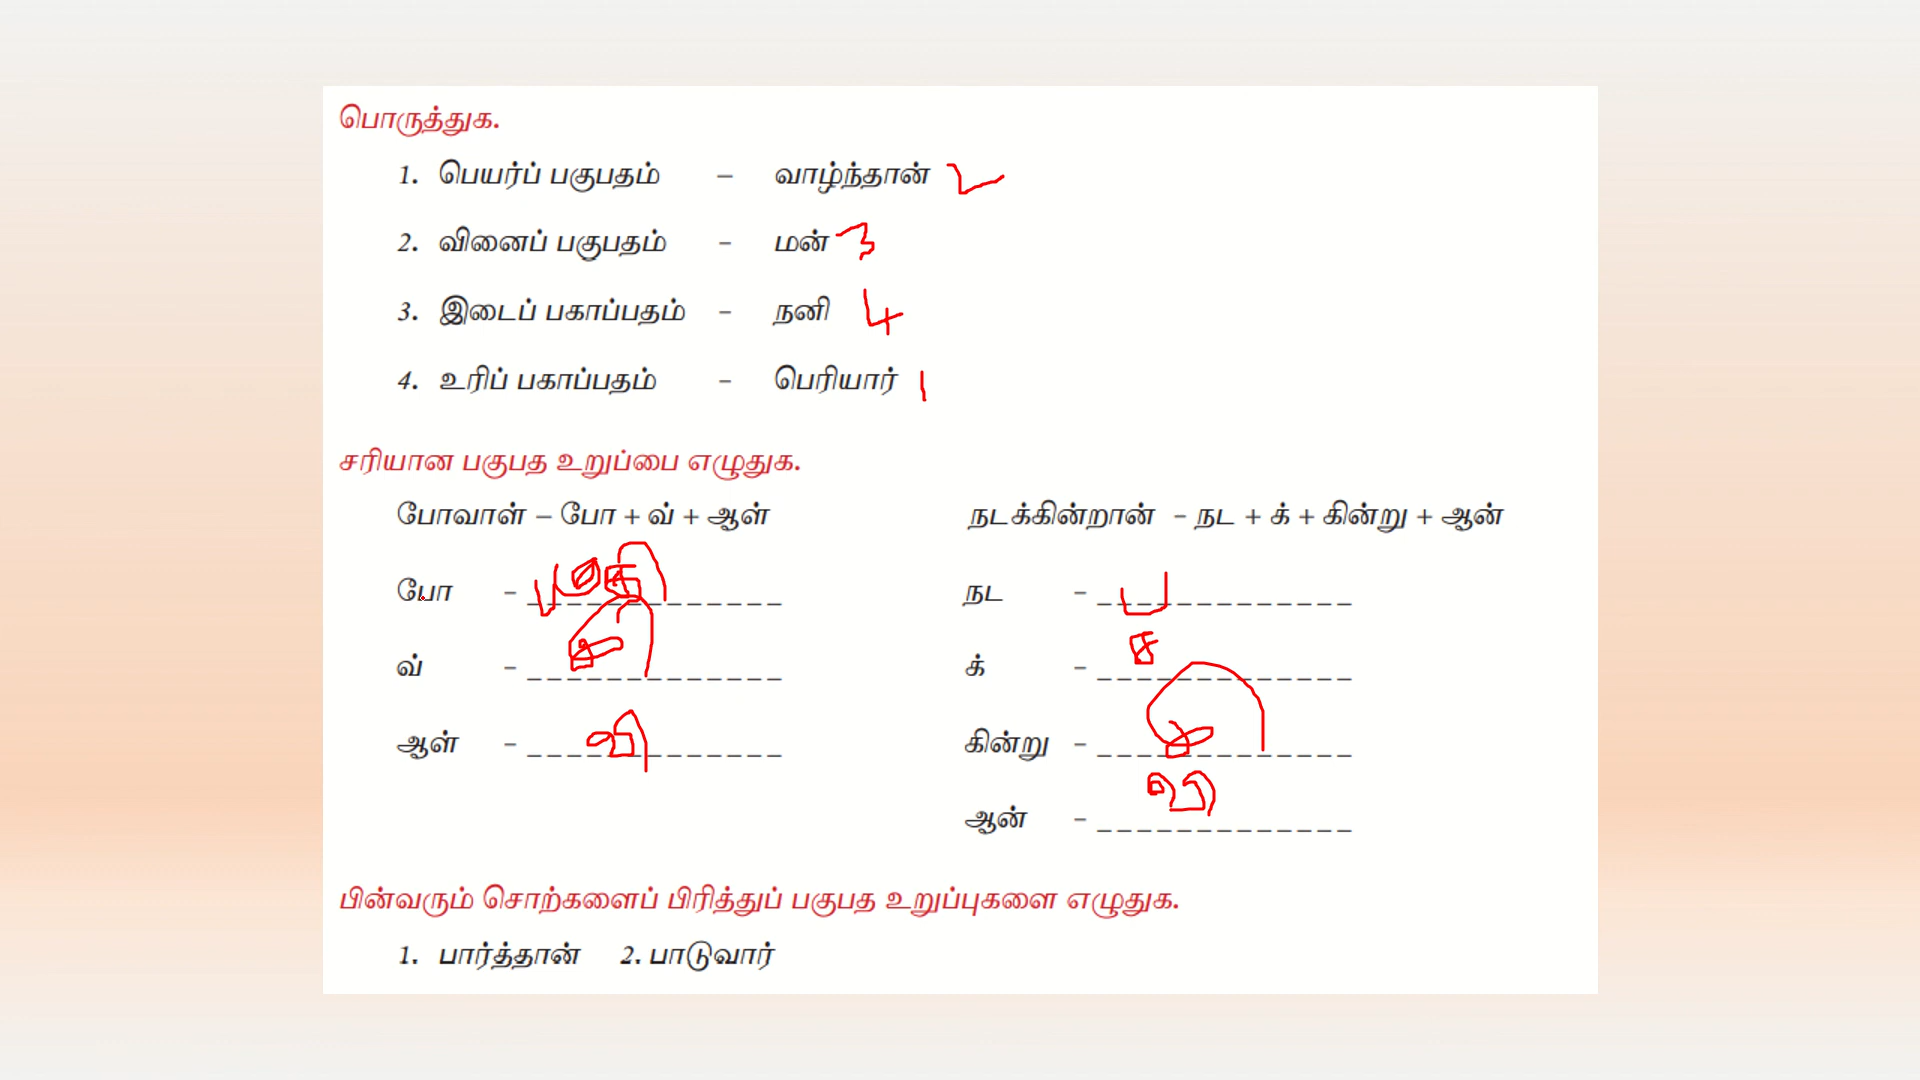 பொருத்துக.
1. பெயர்ப் பகுபதம் – வாழ்ந்தான் 2
2. வினைப் பகுபதம் – மன் 3
3. இடைப் பகாப்பதம் – நனி 4
4. உரிப் பகாப்பதம் – பெரியார் 1
சரியான பகுபத உறுப்பை எழுதுக.
போவாள் – போ + வ் + ஆள்
போ – _ _ _ _ _ _ _ _ _ _ _ _ _
வ் – _ _ _ _ _ _ _ _ _ _ _ _ _
ஆள் – _ _ _ _ _ _ _ _ _ _ _ _ _
நடக்கின்றான் – நட + க் + கின்று + ஆன்
நட – ப _ _ _ _ _ _ _ _ _ _ _ _
க் – ச _ _ _ _ _ _ _ _ _ _ _ _
கின்று – _ _ _ _ _ _ _ _ _ _ _ _ _
ஆன் – _ _ _ _ _ _ _ _ _ _ _ _ _
பின்வரும் சொற்களைப் பிரித்துப் பகுபத உறுப்புகளை எழுதுக.
1. பார்த்தான் 2. பாடுவார்